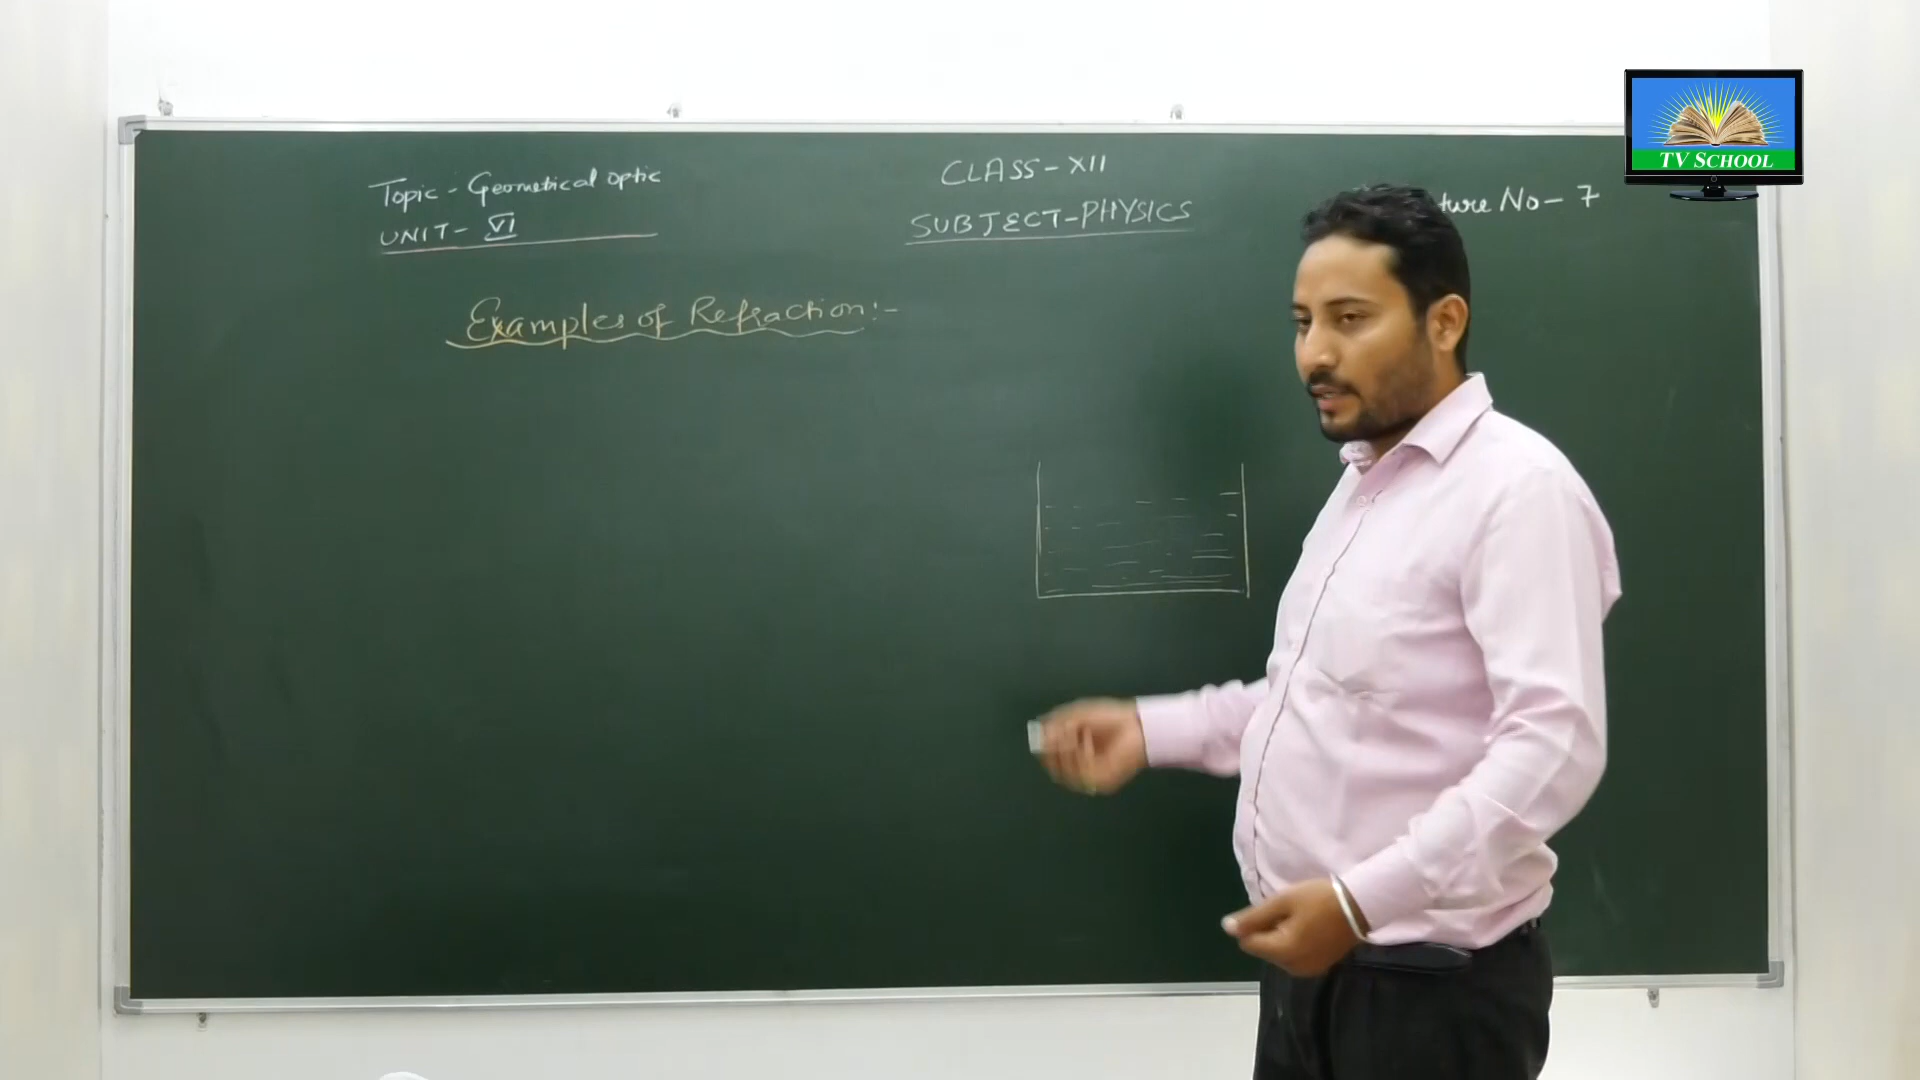 Topic - Geometical optic
UNIT - VI
CLASS - XII
SUBJECT - PHYSICS
ture No - 7
Examples of Refraction :-
TV SCHOOL